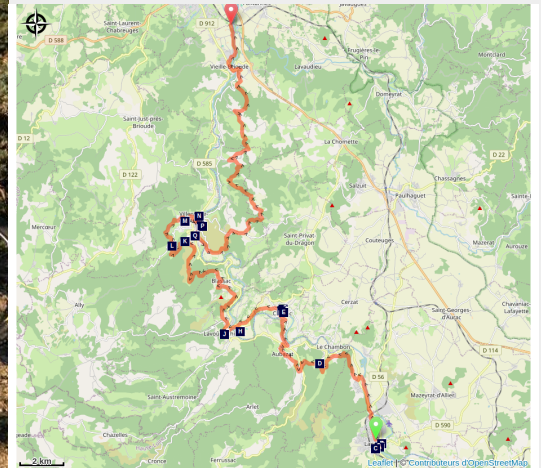 Saint-Laurent-
Chabreuges
D 912
Javaugues
D 588
Frugières-le-
Pin
Montclard
Vieille-Brioude
Lavaudieu
Domeyrat
Saint-Just-près-
Brioude
D 12
La Chomette
D 585
D 22
D 122
Chassagnes
Salzuit
Paulhaguet
Sainte-
N
M
P
Mercœur
Q
K
L
Saint-Privat
du-Dragon
Couteuges
Mazerat
Aurouze
Blassac
Ally
Cerzat
Chavaniac-
Lafayette
E
Saint-Georges-
d'Aurac
J
H
D 114
Le Chambon
D
D 56
Saint-Austremoine
Mazeyrat-d'Allier
Arlet
D 590
Chazelles
C
Cronce
Ferrussac
2 km
Leaflet | © Contributeurs d'OpenStreetMap